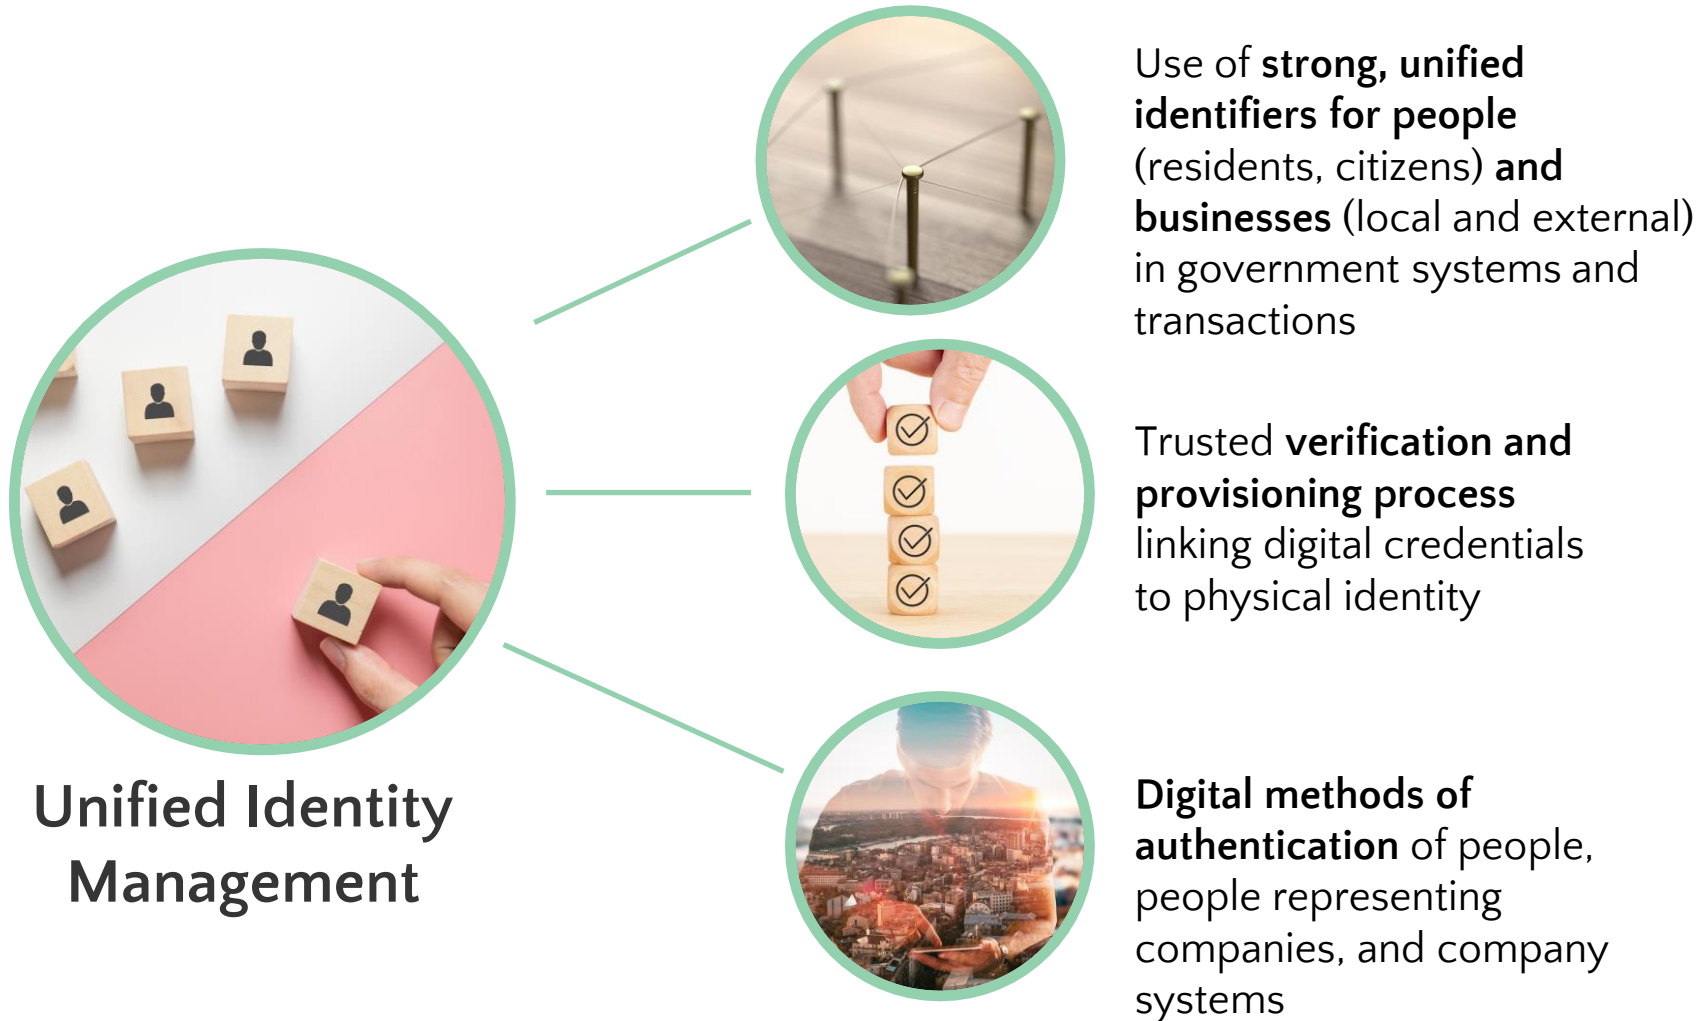 Unified Identity
Management
Use of strong, unified
identifiers for people
(residents, citizens) and
businesses (local and external)
in government systems and
transactions
Trusted verification and
provisioning process
linking digital credentials
to physical identity
Digital methods of
authentication of people,
people representing
companies, and company
systems